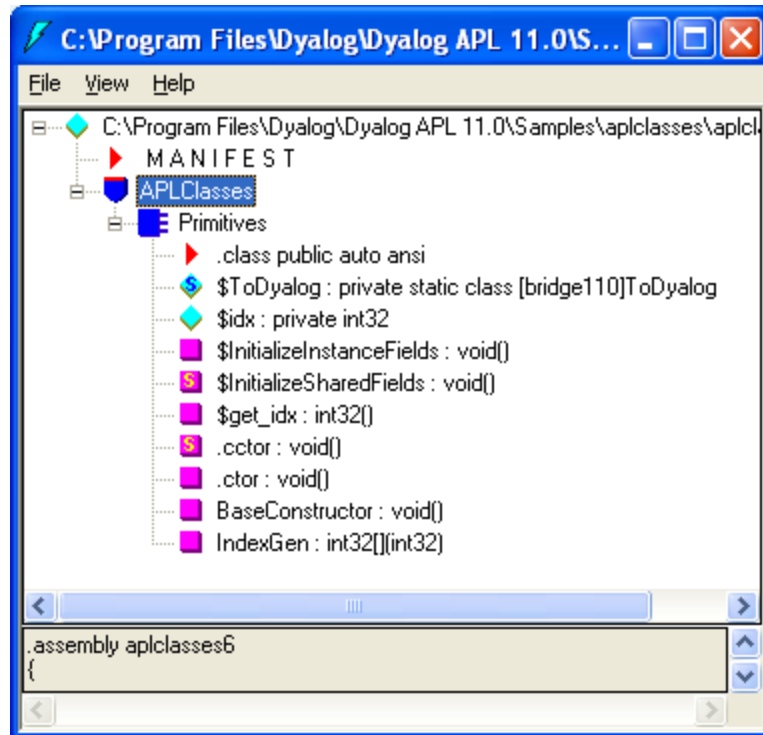 C:\Program Files\Dyalog\Dyalog APL 11.0\S...
File View Help
C:\Program Files\Dyalog\Dyalog APL 11.0\Samples\aplclasses\aplcl
M A N I F E S T
APLClasses
Primitives
.class public auto ansi
$ToDyalog : private static class [bridge110]ToDyalog
$idx : private int32
$InitializeInstanceFields : void()
S $InitializeSharedFields : void()
$get_idx : int32()
S .cctor : void()
.ctor : void()
BaseConstructor : void()
IndexGen : int32[](int32)
.assembly aplclasses6
{